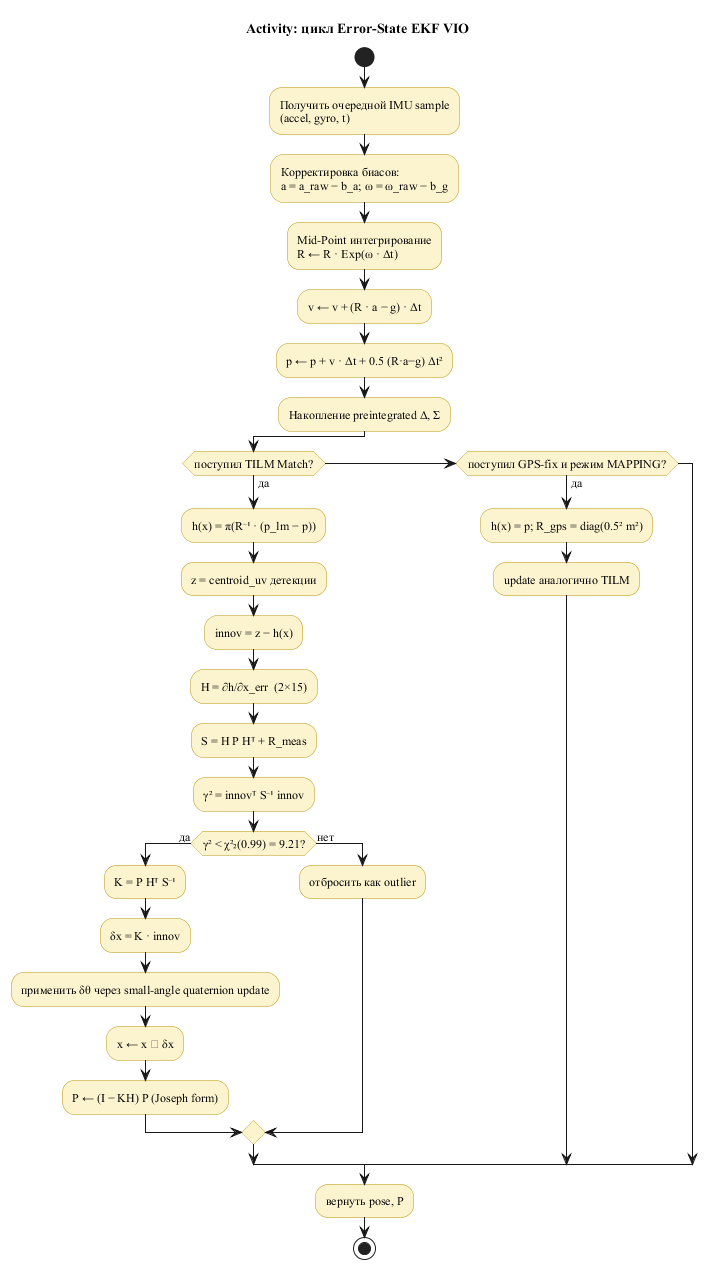 Activity: цикл Error-State EKF VIO
Получить очередной IMU sample
(accel, gyro, t)
Корректировка биасов:
a = a_raw − b_a; ω = ω_raw − b_g
Mid-Point интегрирование
R ← R · Exp(ω · Δt)
v ← v + (R · a − g) · Δt
p ← p + v · Δt + 0.5 (R·a−g) Δt²
Накопление preintegrated Δ, Σ
поступил TILM Match?
да
h(x) = π(R⁻¹ · (p_lm − p))
z = centroid_uv детекции
innov = z − h(x)
H = ∂h/∂x_err (2×15)
S = H P Hᵀ + R_meas
γ² = innovᵀ S⁻¹ innov
γ² < χ²₂(0.99) = 9.21?
да
K = P Hᵀ S⁻¹
δx = K · innov
применить δθ через small-angle quaternion update
x ← x □ δx
P ← (I − KH) P (Joseph form)
нет
отбросить как outlier
поступил GPS-fix и режим MAPPING?
да
h(x) = p; R_gps = diag(0.5² m²)
update аналогично TILM
вернуть pose, P